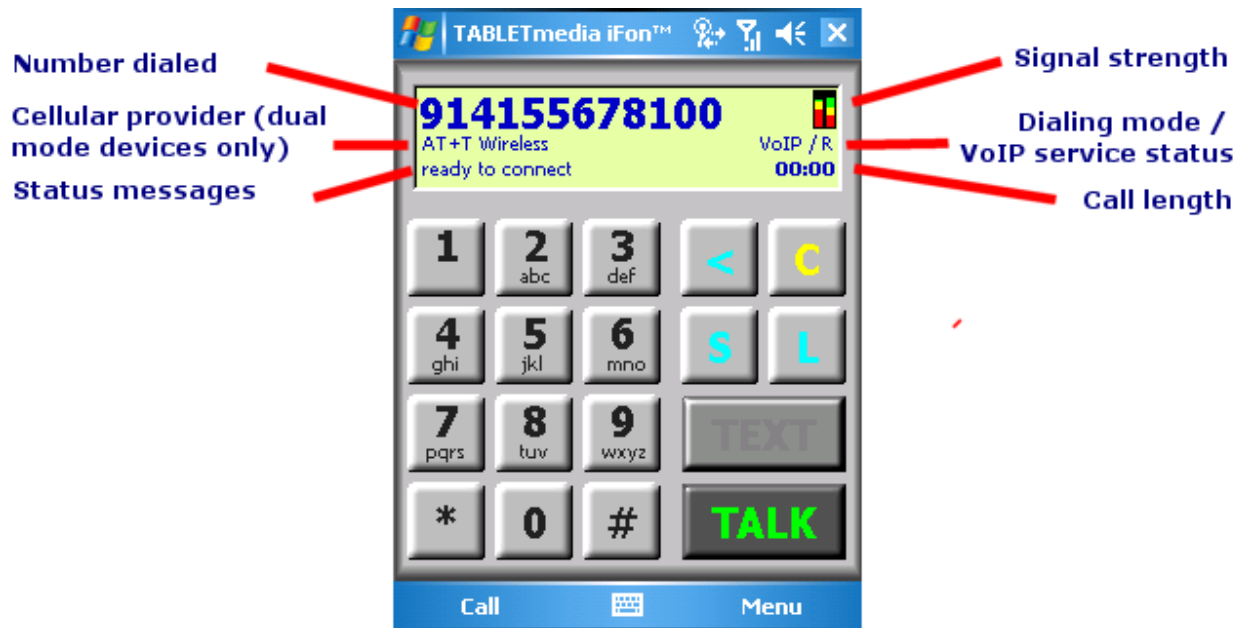 TABLETmedia iFon™
Number dialed
Cellular provider (dual
mode devices only)
Status messages
914155678100
AT+T Wireless
VoIP / R
ready to connect
00:00
Signal strength
Dialing mode /
VoIP service status
Call length
1
2
abc
3
def
<
C
4
ghi
5
jkl
6
mno
S
L
7
pqrs
8
tuv
9
wxyz
TEXT
*
0
#
TALK
Call
Menu